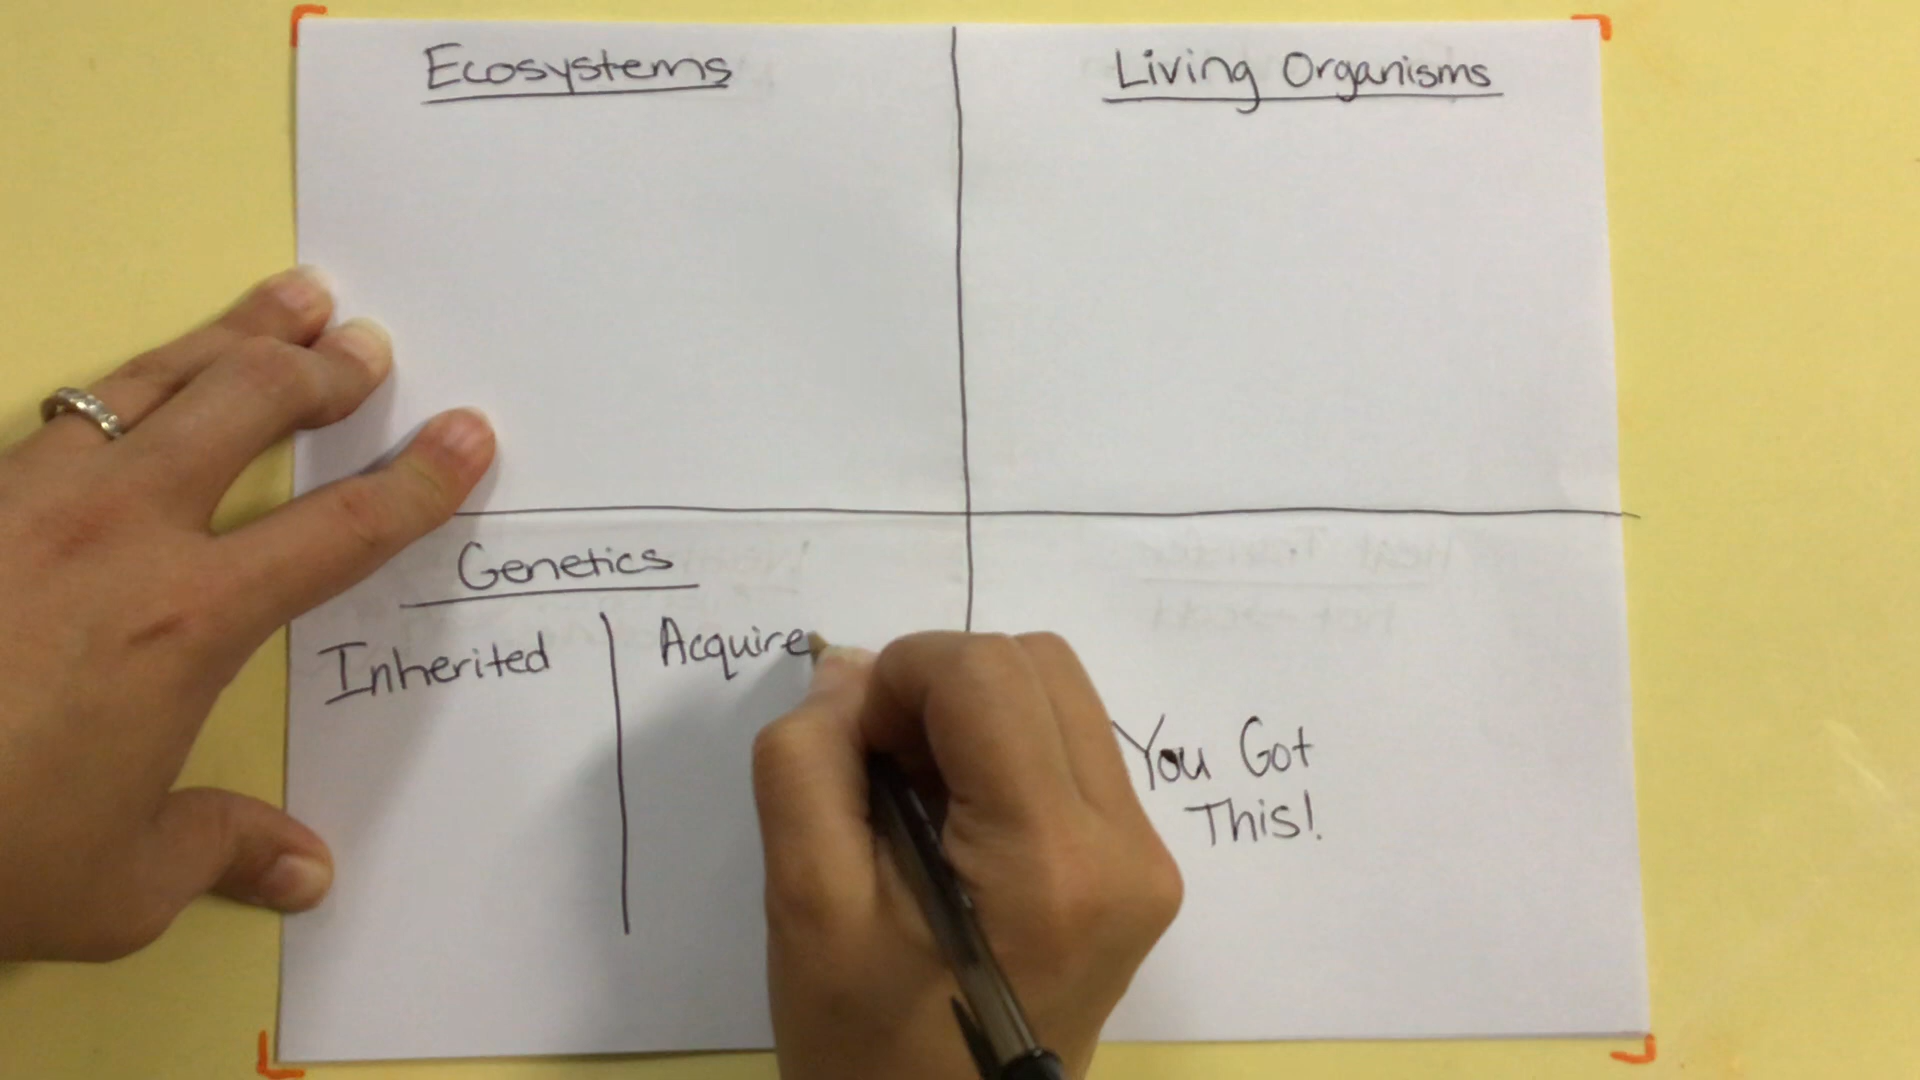 Ecosystems
Living Organisms
Genetics
Inherited
Acquire
You Got
This!